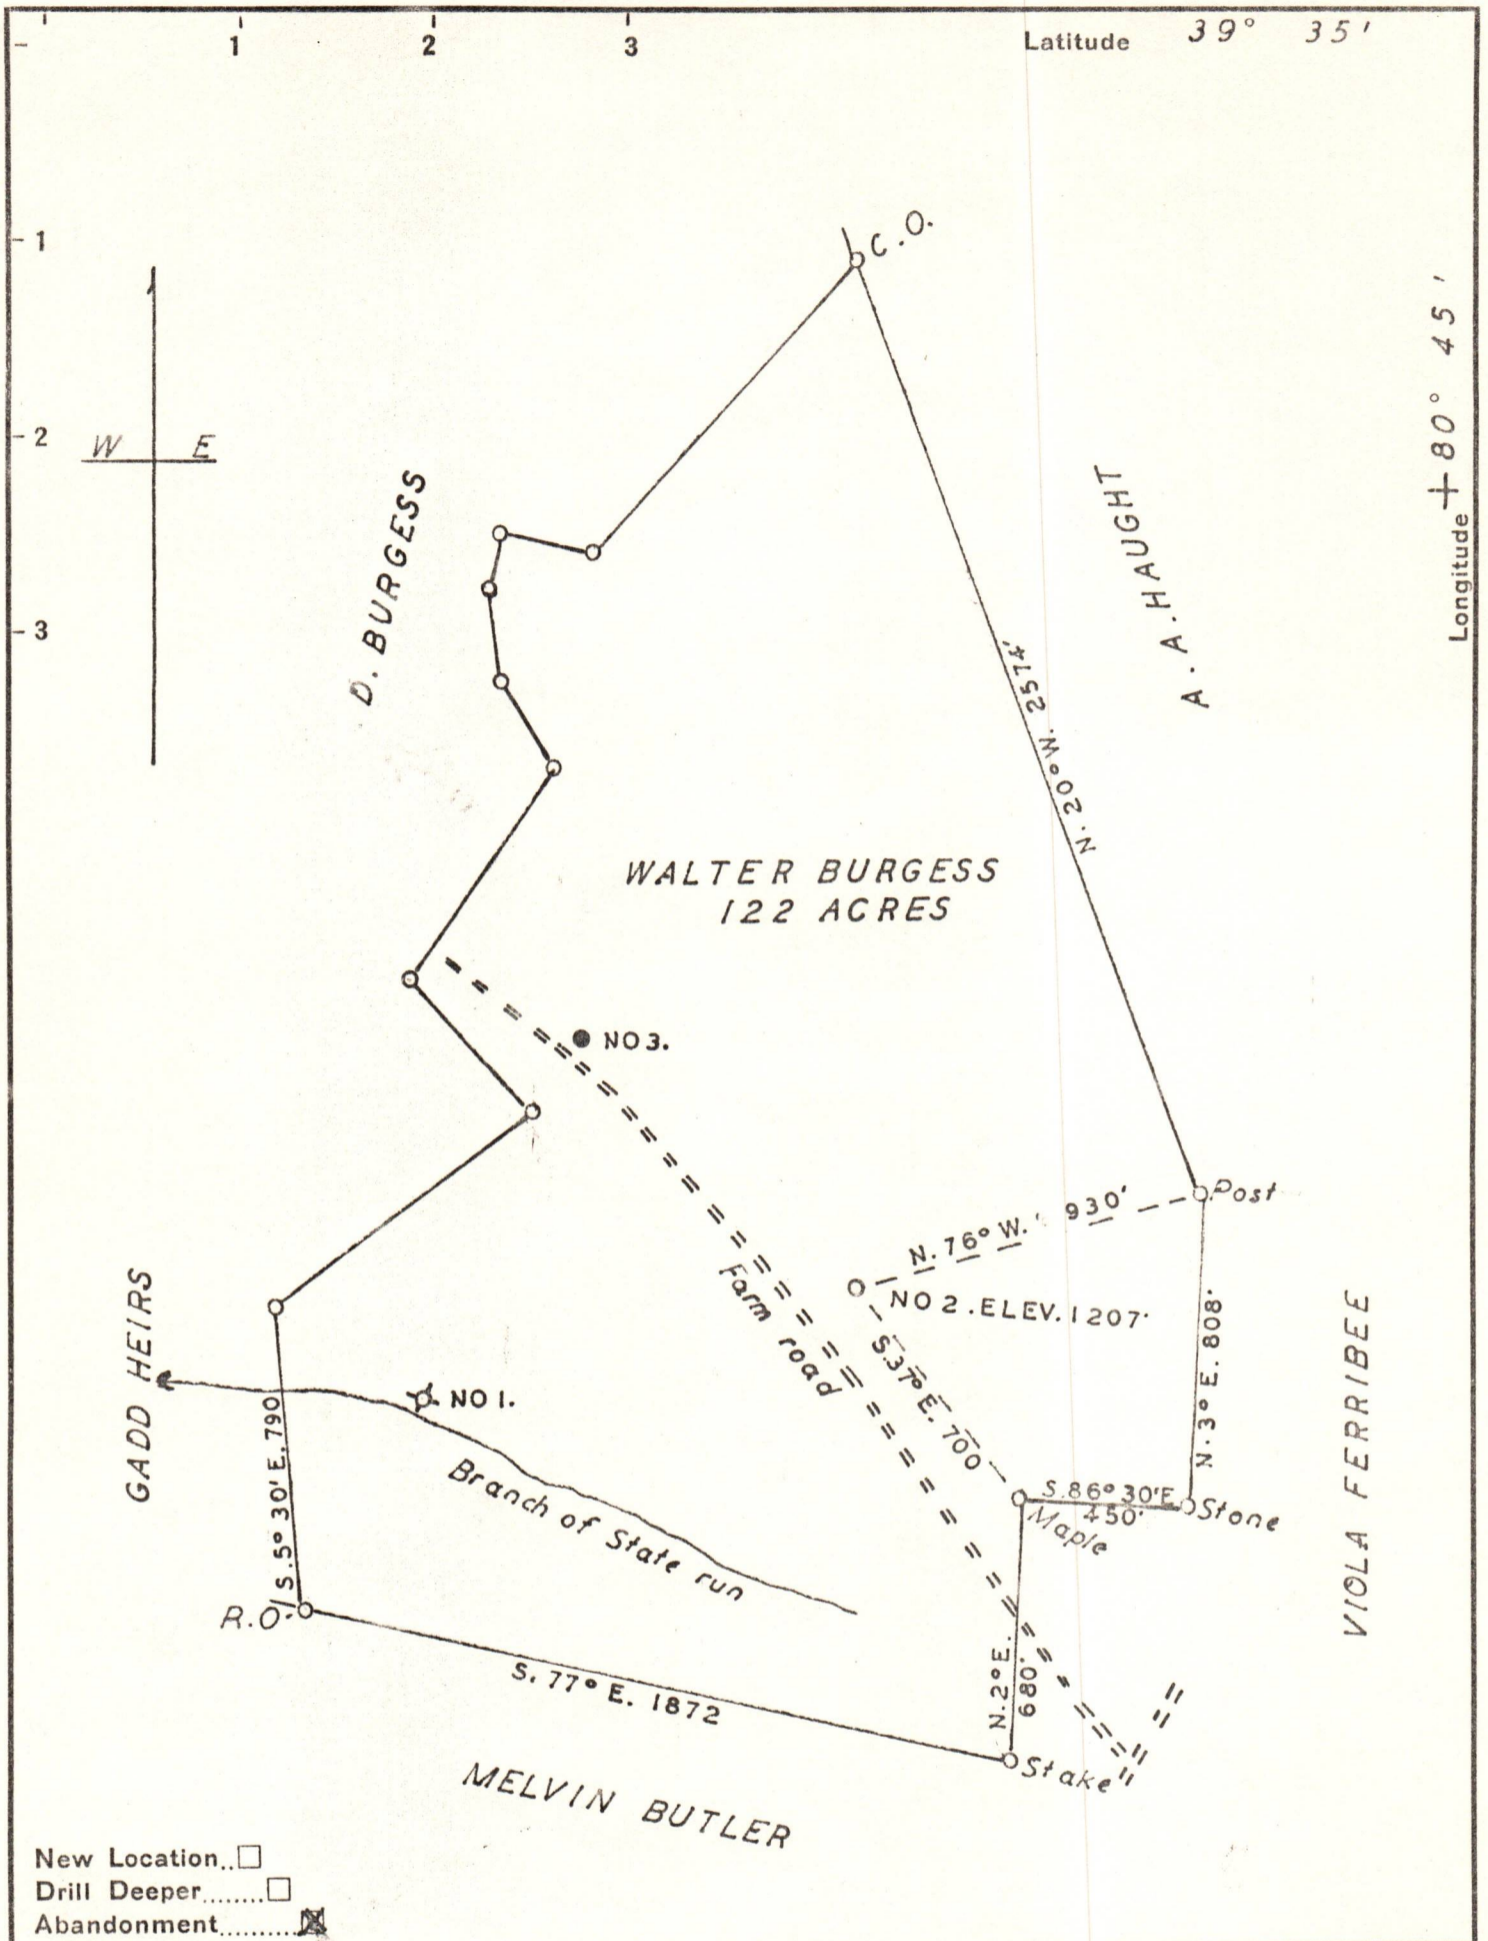 1 2 3 Latitude 39° 35'
C.O.
1
80° 45'
Longitude
+
2
W E
3
D. BURGESS
A. A. HAUGHT
N. 20° W. 2574'
WALTER BURGESS
122 ACRES
NO 3.
Post
N. 76° W. 930'
NO 2. ELEV. 1207'
Farm road
S. 37° E. 700
N. 3° E. 808'
GADD HEIRS
VIOLA FERRIBEE
NO 1.
S. 5° 30' E. 790
Branch of State run
S. 86° 30' E
450'
Stone
Maple
R.O.
S. 77° E. 1872
N. 2° E.
680'
Stake
MELVIN BUTLER
New Location..
Drill Deeper........
Abandonment..........